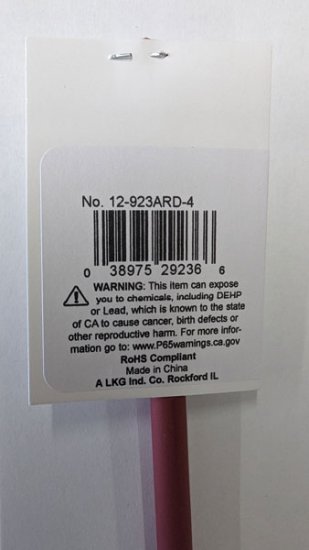 No. 12-923ARD-4
0 38975 29236 6
WARNING: This item can expose
you to chemicals, including DEHP
or Lead, which is known to the state
of CA to cause cancer, birth defects or
other reproductive harm. For more infor-
mation go to: www.P65warnings.ca.gov
RoHS Compliant
Made in China
A LKG Ind. Co. Rockford IL